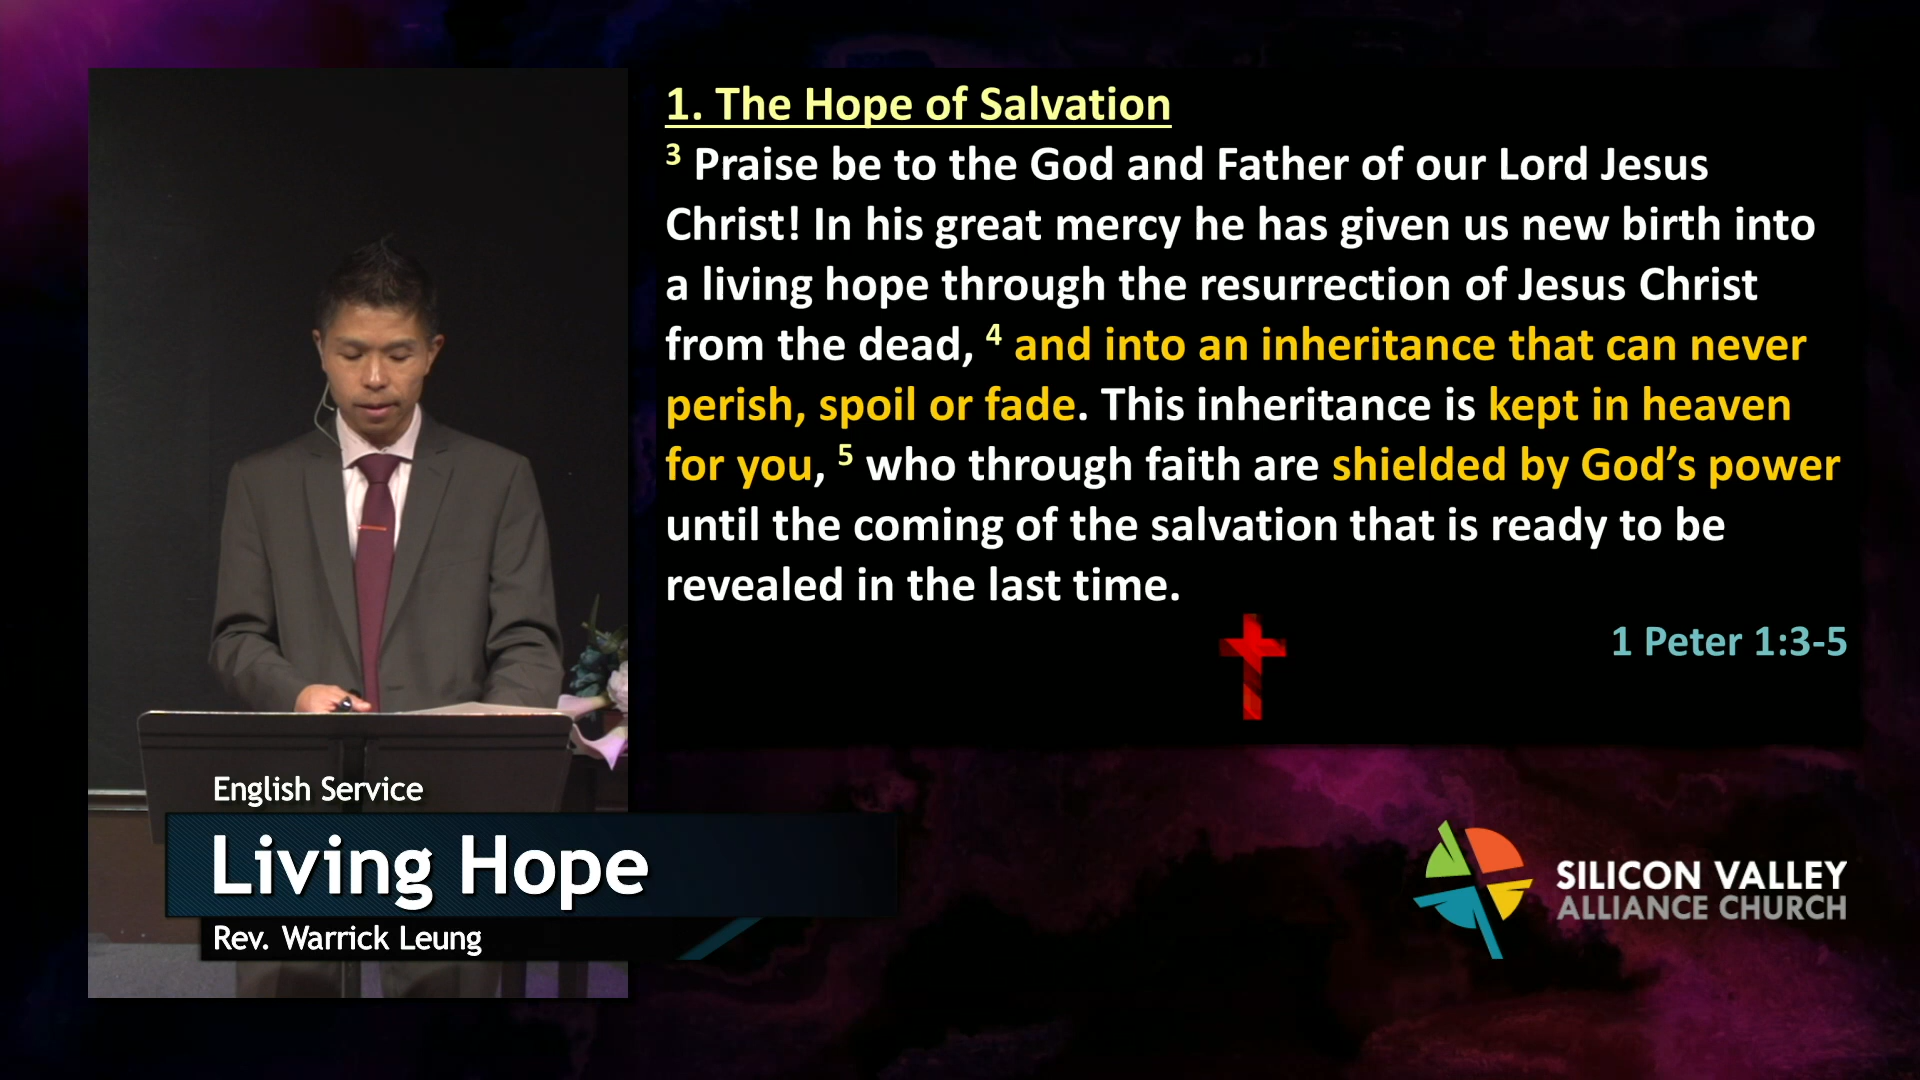 1. The Hope of Salvation
3 Praise be to the God and Father of our Lord Jesus
Christ! In his great mercy he has given us new birth into
a living hope through the resurrection of Jesus Christ
from the dead, 4 and into an inheritance that can never
perish, spoil or fade. This inheritance is kept in heaven
for you, 5 who through faith are shielded by God’s power
until the coming of the salvation that is ready to be
revealed in the last time.
1 Peter 1:3-5
English Service
Living Hope
Rev. Warrick Leung
SILICON VALLEY
ALLIANCE CHURCH